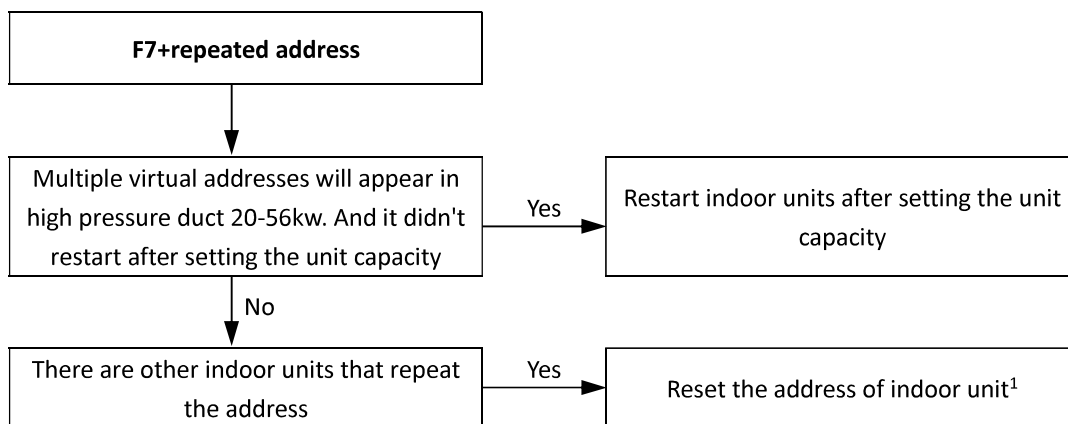 F7+repeated address
Multiple virtual addresses will appear in
high pressure duct 20-56kw. And it didn't
restart after setting the unit capacity
Yes
Restart indoor units after setting the unit
capacity
No
There are other indoor units that repeat
the address
Yes
Reset the address of indoor unit¹